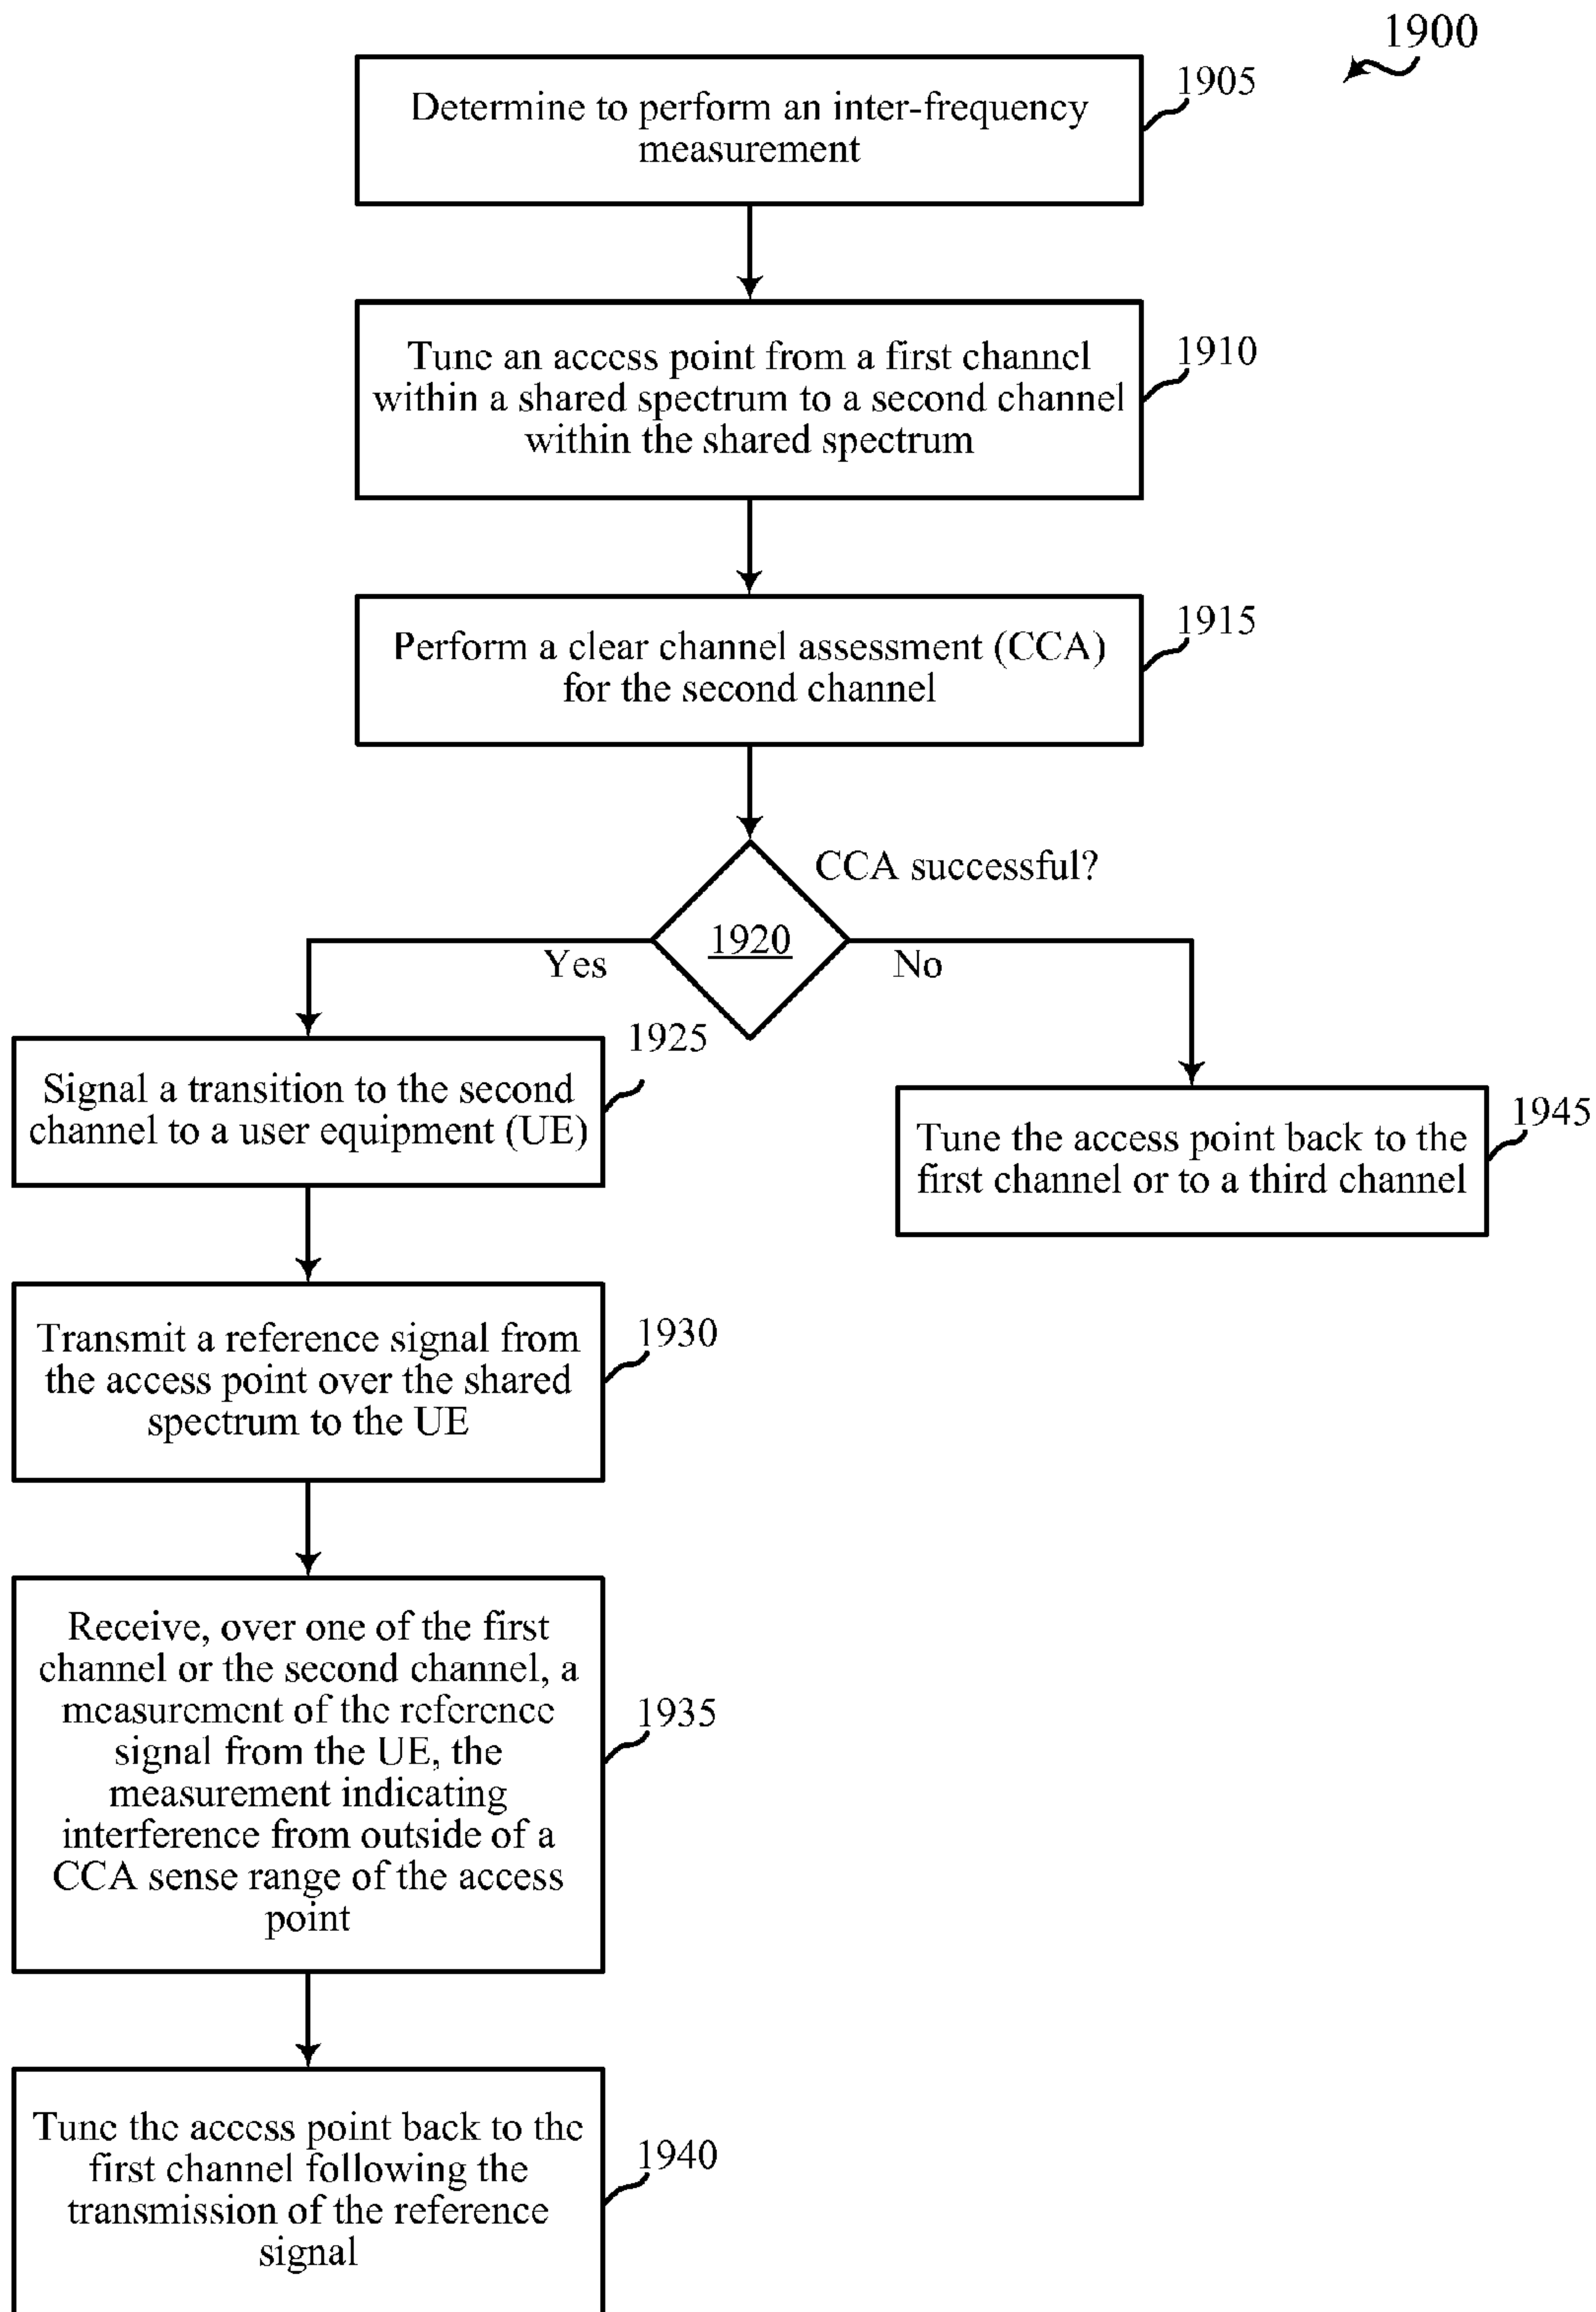 1900
1905
Determine to perform an inter-frequency
measurement
1910
Tune an access point from a first channel
within a shared spectrum to a second channel
within the shared spectrum
1915
Perform a clear channel assessment (CCA)
for the second channel
CCA successful?
1920
Yes
No
1925
Signal a transition to the second
channel to a user equipment (UE)
1945
Tune the access point back to the
first channel or to a third channel
1930
Transmit a reference signal from
the access point over the shared
spectrum to the UE
1935
Receive, over one of the first
channel or the second channel, a
measurement of the reference
signal from the UE, the
measurement indicating
interference from outside of a
CCA sense range of the access
point
1940
Tune the access point back to the
first channel following the
transmission of the reference
signal